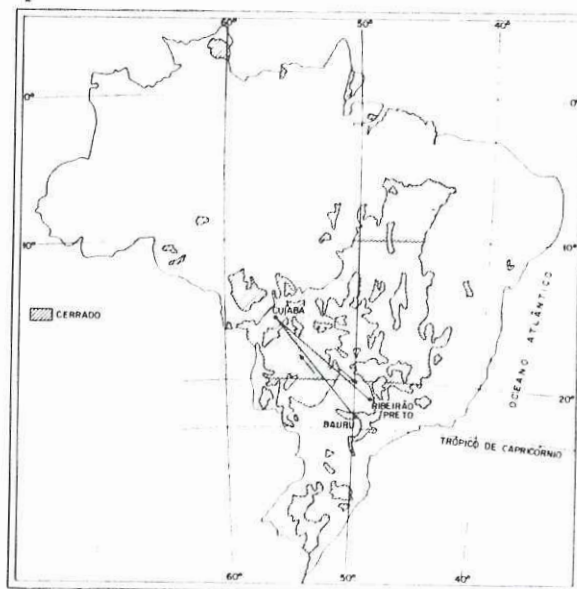 60° 50° 40°
0° 0°
10° 10°
CERRADO
CUIABÁ
OCEANO ATLÂNTICO
RIBEIRÃO
PRETO
20°
BAURU
TRÓPICO DE CAPRICÓRNIO
60° 50° 40°